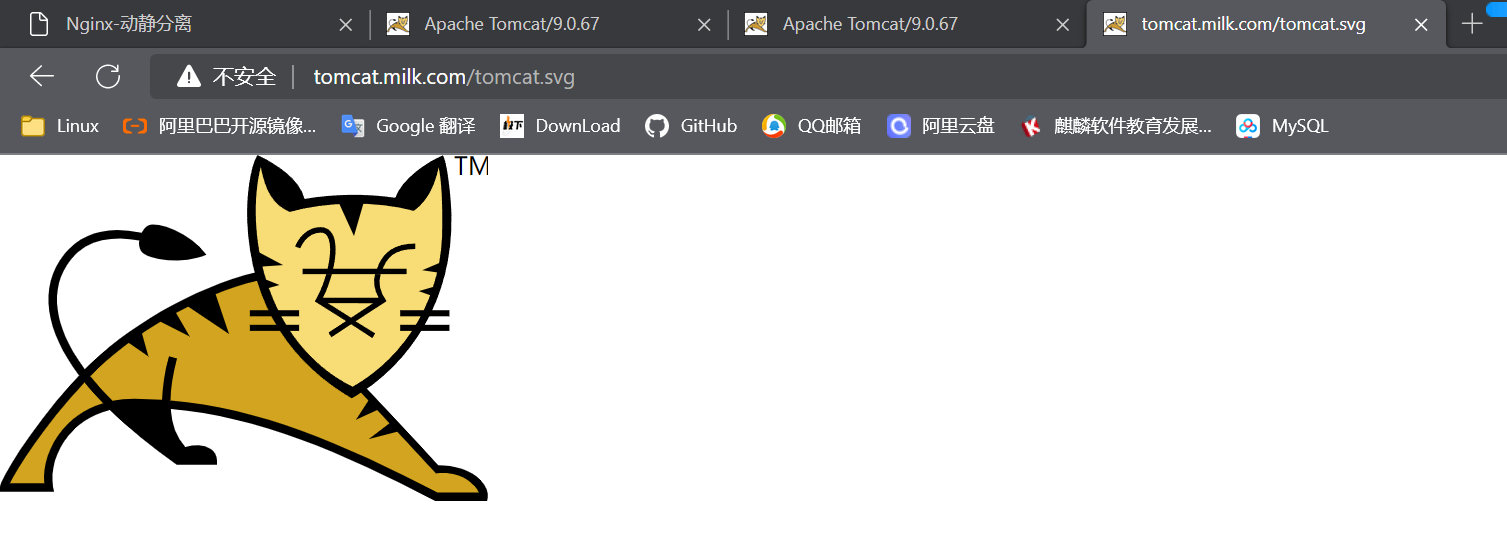 Nginx-动静分离 Apache Tomcat/9.0.67 Apache Tomcat/9.0.67 tomcat.milk.com/tomcat.svg
不安全 tomcat.milk.com/tomcat.svg
Linux 阿里巴巴开源镜像... Google 翻译 DownLoad GitHub QQ邮箱 阿里云盘 麒麟软件教育发展... MySQL
TM